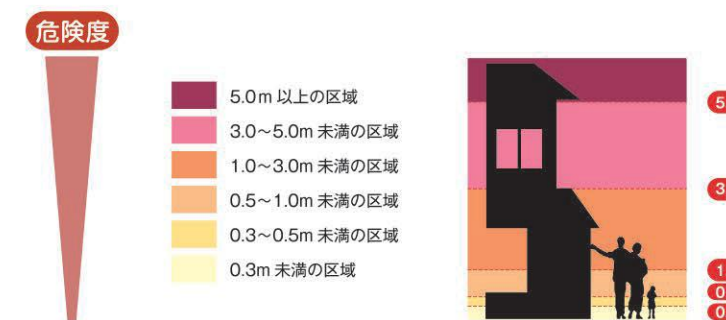 危険度
5.0m 以上の区域
3.0〜5.0m 未満の区域
1.0〜3.0m 未満の区域
0.5〜1.0m 未満の区域
0.3〜0.5m 未満の区域
0.3m 未満の区域
5
3
1
0
0